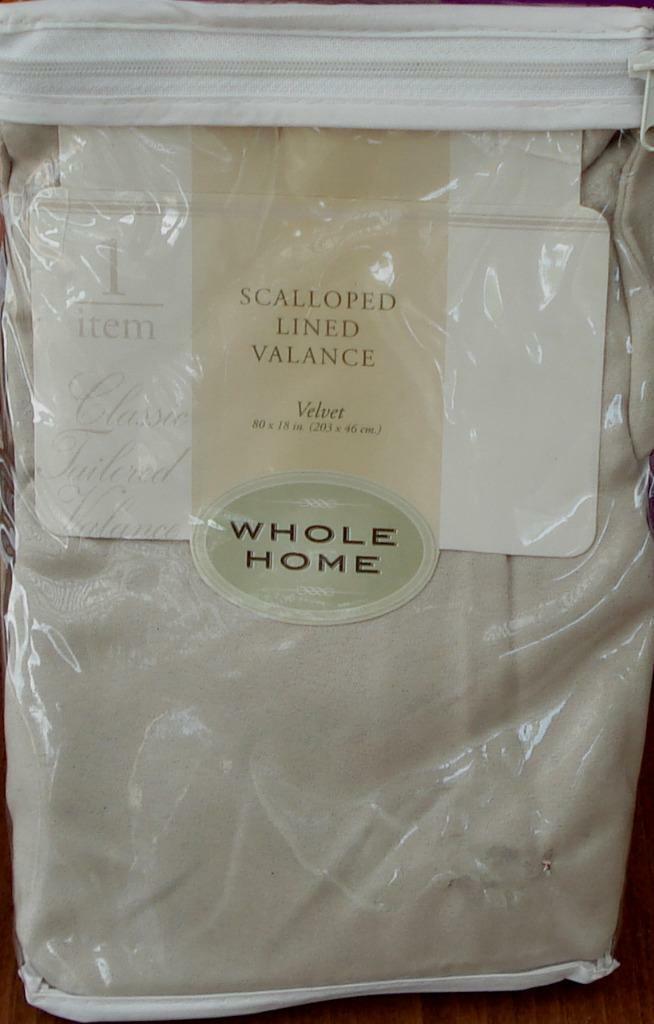 1
item
Classic
Tailored
Valance
SCALLOPED
LINED
VALANCE
Velvet
80 x 18 in. (203 x 46 cm.)
WHOLE
HOME